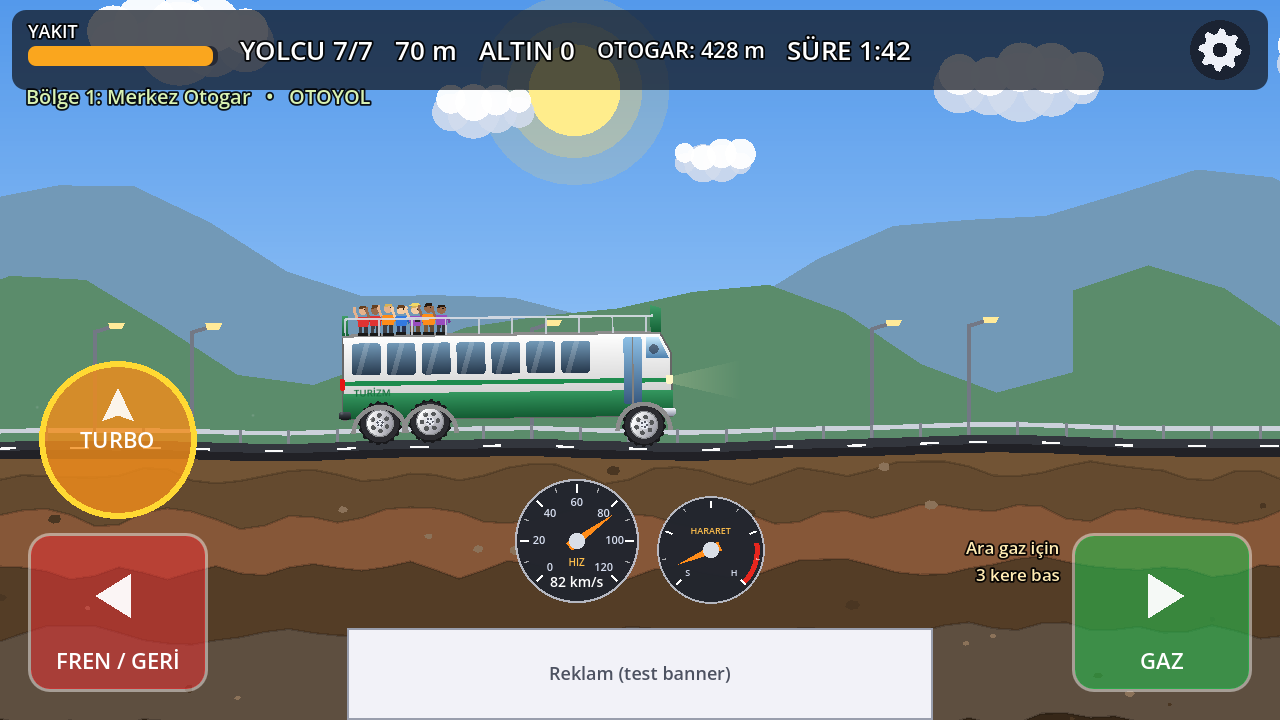 YAKIT
YOLCU 7/7 70 m ALTIN 0 OTOGAR: 428 m SÜRE 1:42
Bölge 1: Merkez Otogar • OTOYOL
TURİZM
TURBO
0 20 40 60 80 100 120
HIZ
82 km/s
HARARET
S H
Ara gaz için
3 kere bas
FREN / GERİ
GAZ
Reklam (test banner)